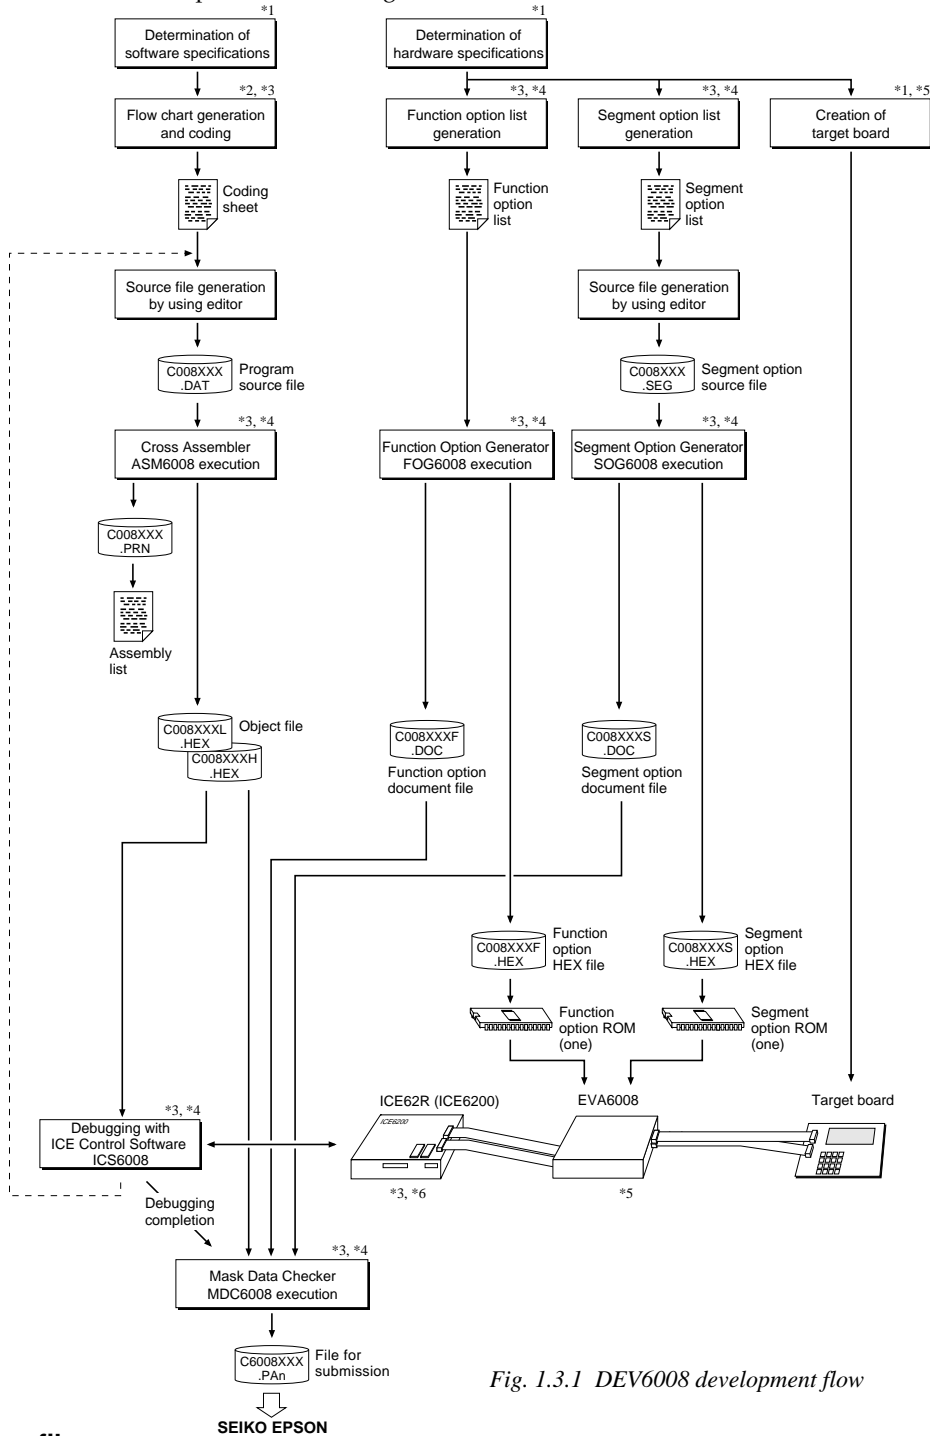 *1
Determination of
software specifications
*1
Determination of
hardware specifications
*2, *3
Flow chart generation
and coding
*3, *4
Function option list
generation
*3, *4
Segment option list
generation
*1, *5
Creation of
target board
Coding
sheet
Function
option
list
Segment
option
list
Source file generation
by using editor
Source file generation
by using editor
C008XXX
.DAT
Program
source file
C008XXX
.SEG
Segment option
source file
*3, *4
Cross Assembler
ASM6008 execution
*3, *4
Function Option Generator
FOG6008 execution
*3, *4
Segment Option Generator
SOG6008 execution
C008XXX
.PRN
Assembly
list
C008XXXL
.HEX
Object file
C008XXXH
.HEX
C008XXXF
.DOC
Function option
document file
C008XXXS
.DOC
Segment option
document file
C008XXXF
.HEX
Function
option
HEX file
C008XXXS
.HEX
Segment
option
HEX file
Function
option ROM
(one)
Segment
option ROM
(one)
*3, *4
Debugging with
ICE Control Software
ICS6008
ICE62R (ICE6200)
ICE6200
*3, *6
EVA6008
*5
Target board
Debugging
completion
*3, *4
Mask Data Checker
MDC6008 execution
C6008XXX
.PAn
File for
submission
SEIKO EPSON
Fig. 1.3.1 DEV6008 development flow